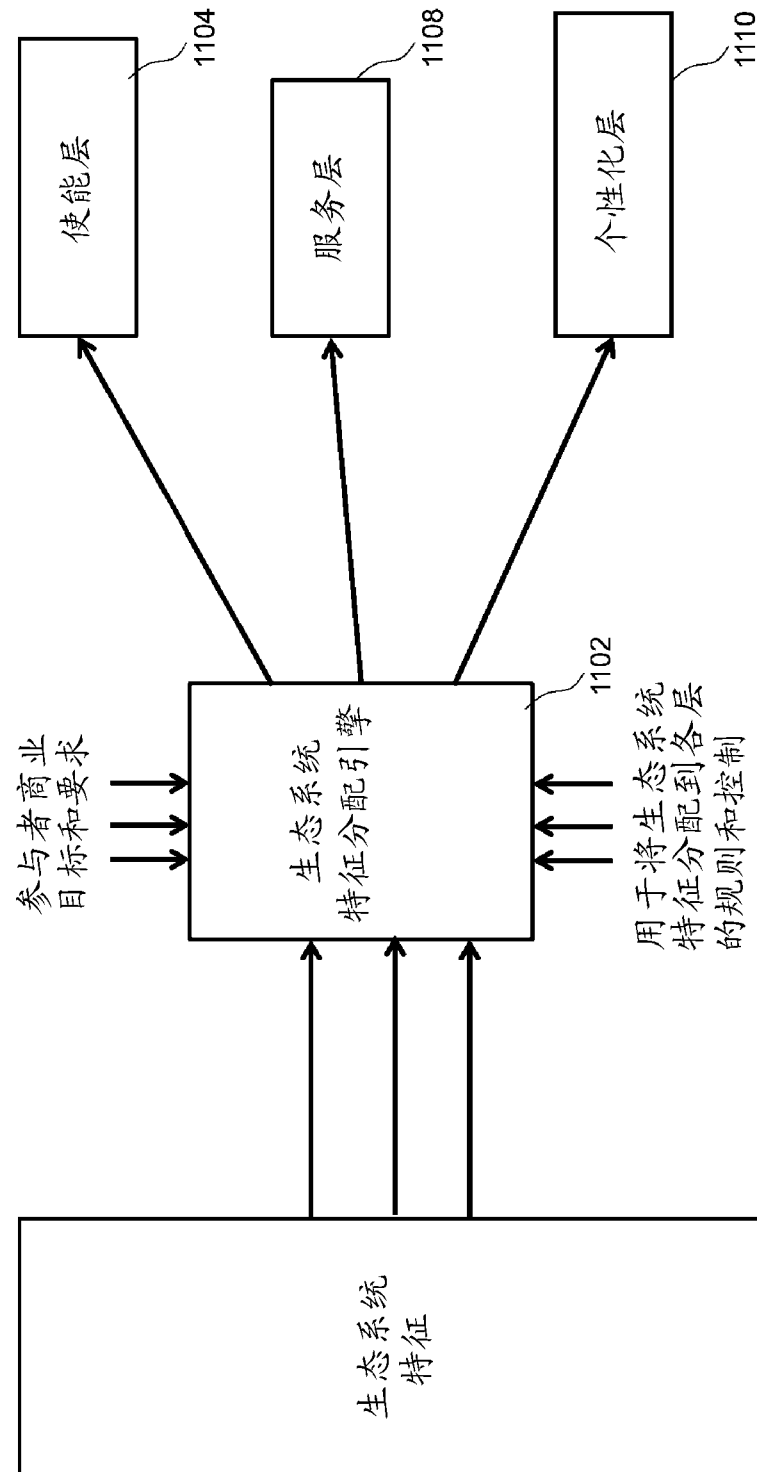 生态系统
特征
参与者商业
目标和要求
生态系统
特征分配引擎
1102
用于将生态系统
特征分配到各层
的规则和控制
使能层
1104
服务层
1108
个性化层
1110